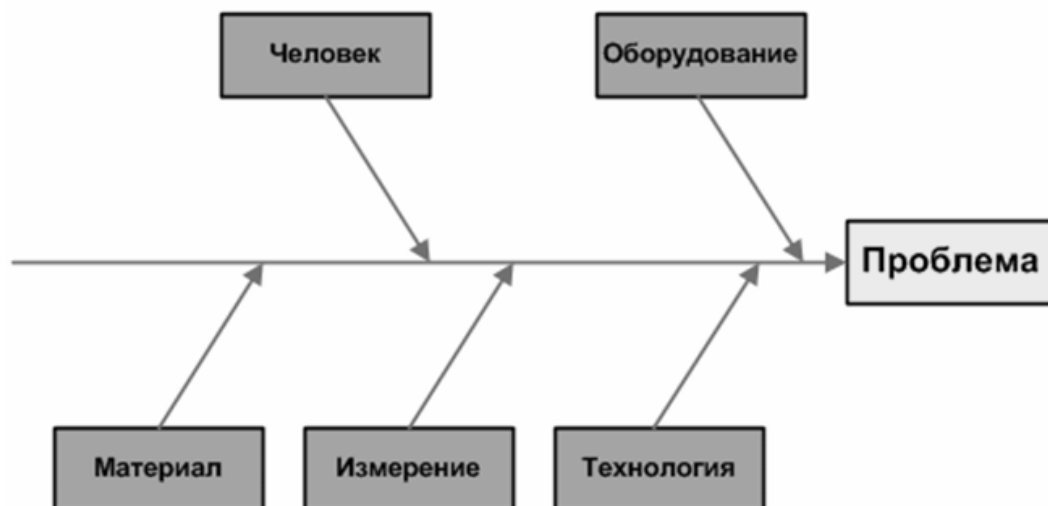 Человек
Оборудование
Проблема
Материал
Измерение
Технология